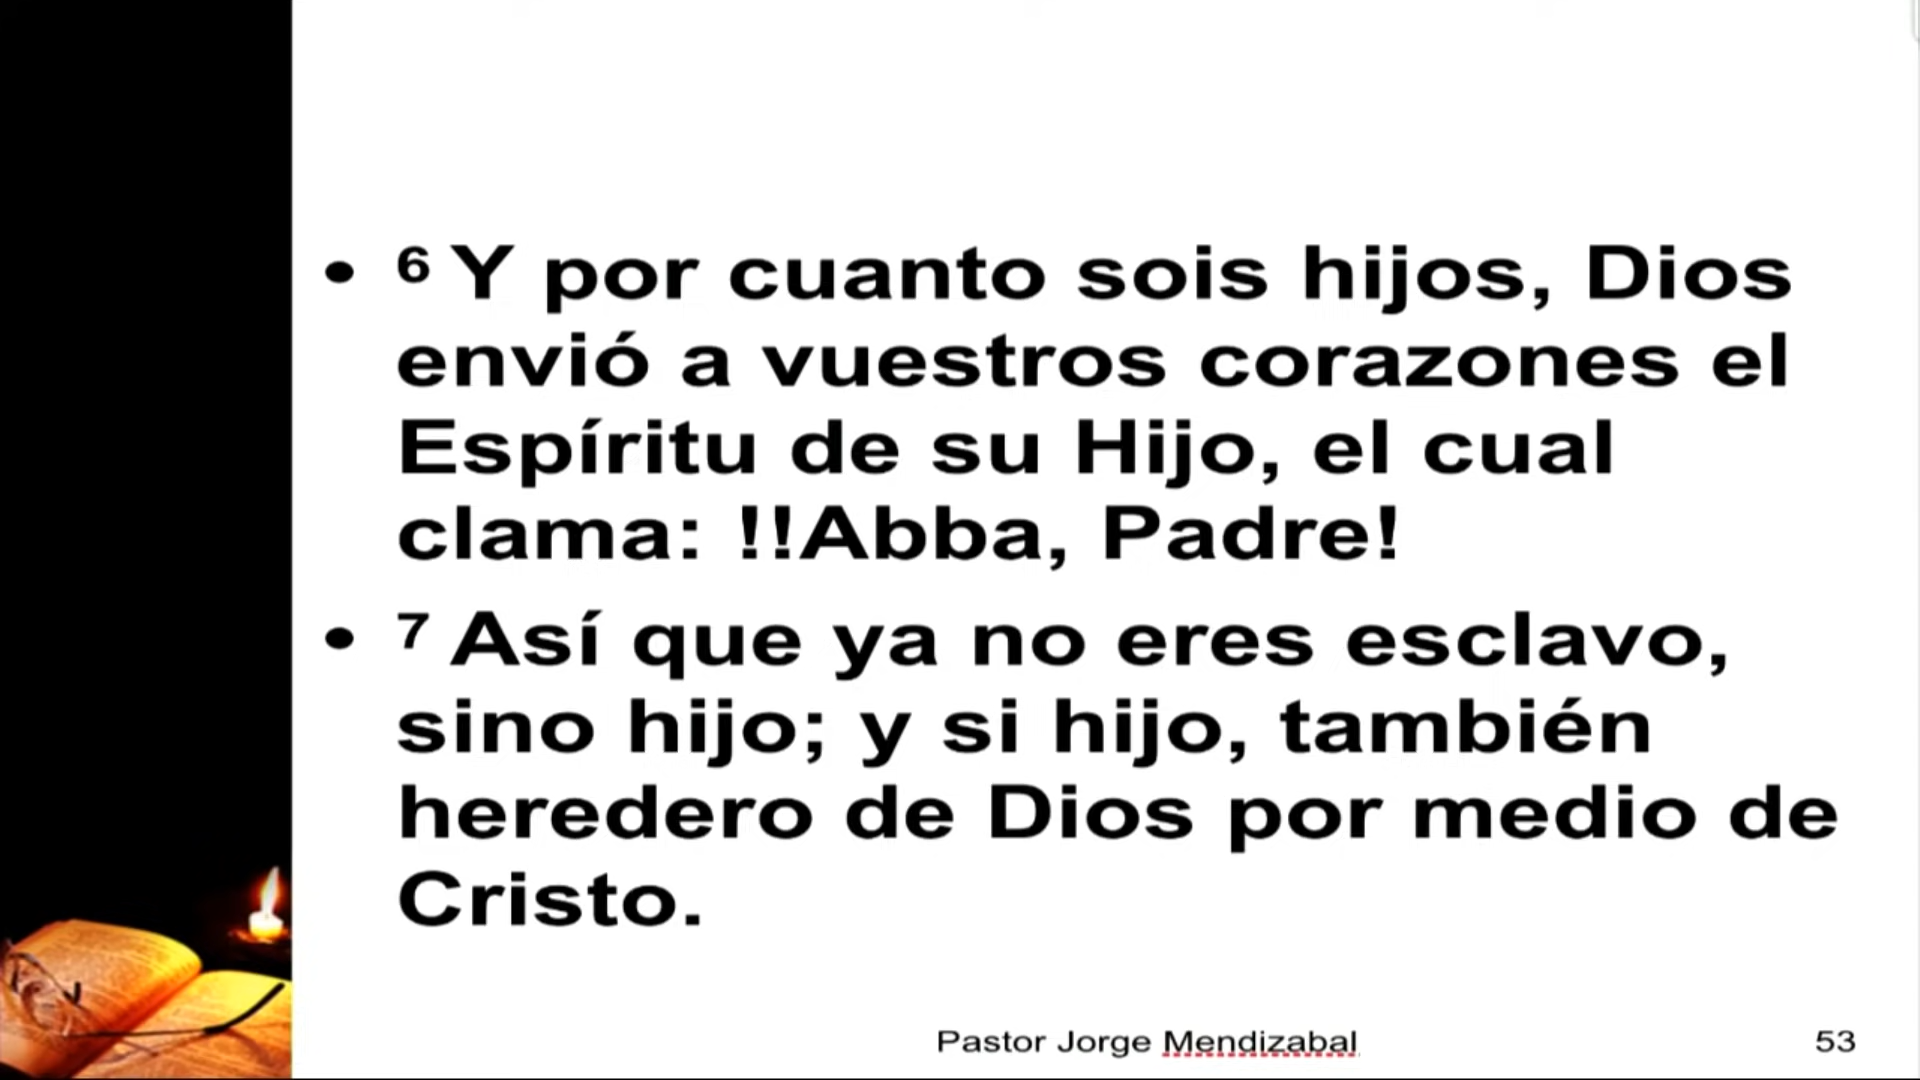 • ⁶ Y por cuanto sois hijos, Dios
envió a vuestros corazones el
Espíritu de su Hijo, el cual
clama: !!Abba, Padre!
• ⁷ Así que ya no eres esclavo,
sino hijo; y si hijo, también
heredero de Dios por medio de
Cristo.
Pastor Jorge Mendizabal
53